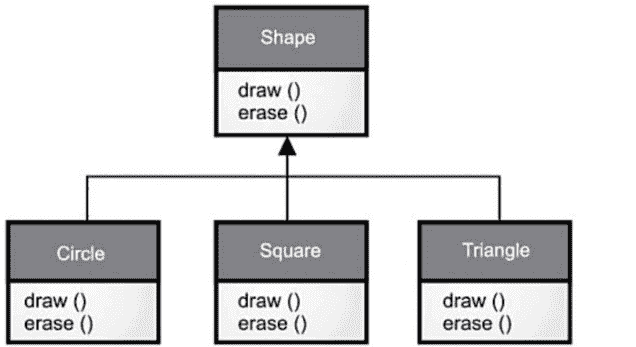 Shape
draw ()
erase ()
Circle
draw ()
erase ()
Square
draw ()
erase ()
Triangle
draw ()
erase ()